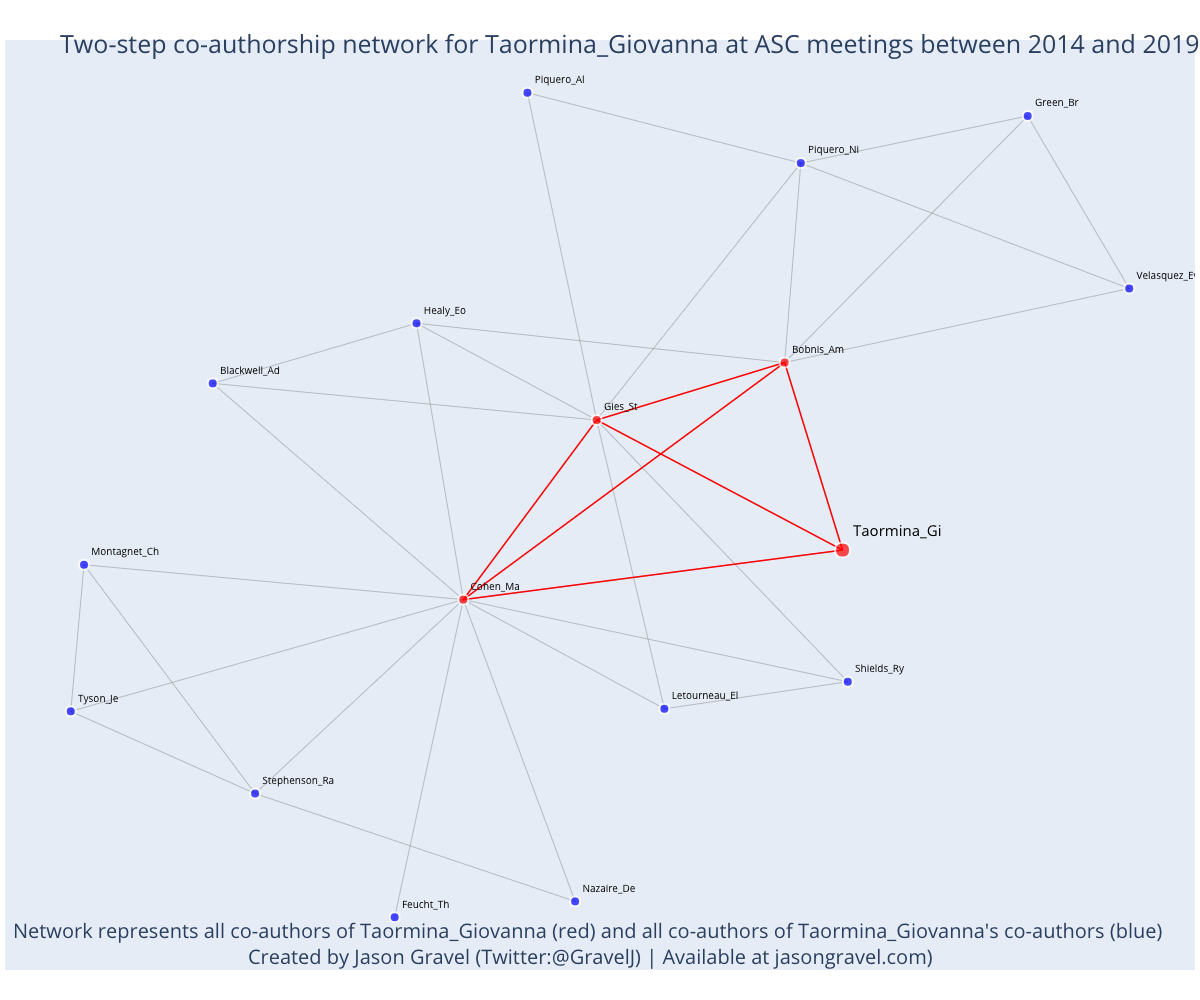 Two-step co-authorship network for Taormina_Giovanna at ASC meetings between 2014 and 2019
Piquero_Al
Green_Br
Piquero_Ni
Velasquez_Ev
Healy_Eo
Bobnis_Am
Blackwell_Ad
Gies_St
Taormina_Gi
Montagnet_Ch
Cohen_Ma
Shields_Ry
Letourneau_El
Tyson_Je
Stephenson_Ra
Nazaire_De
Feucht_Th
Network represents all co-authors of Taormina_Giovanna (red) and all co-authors of Taormina_Giovanna's co-authors (blue)
Created by Jason Gravel (Twitter:@GravelJ) | Available at jasongravel.com)